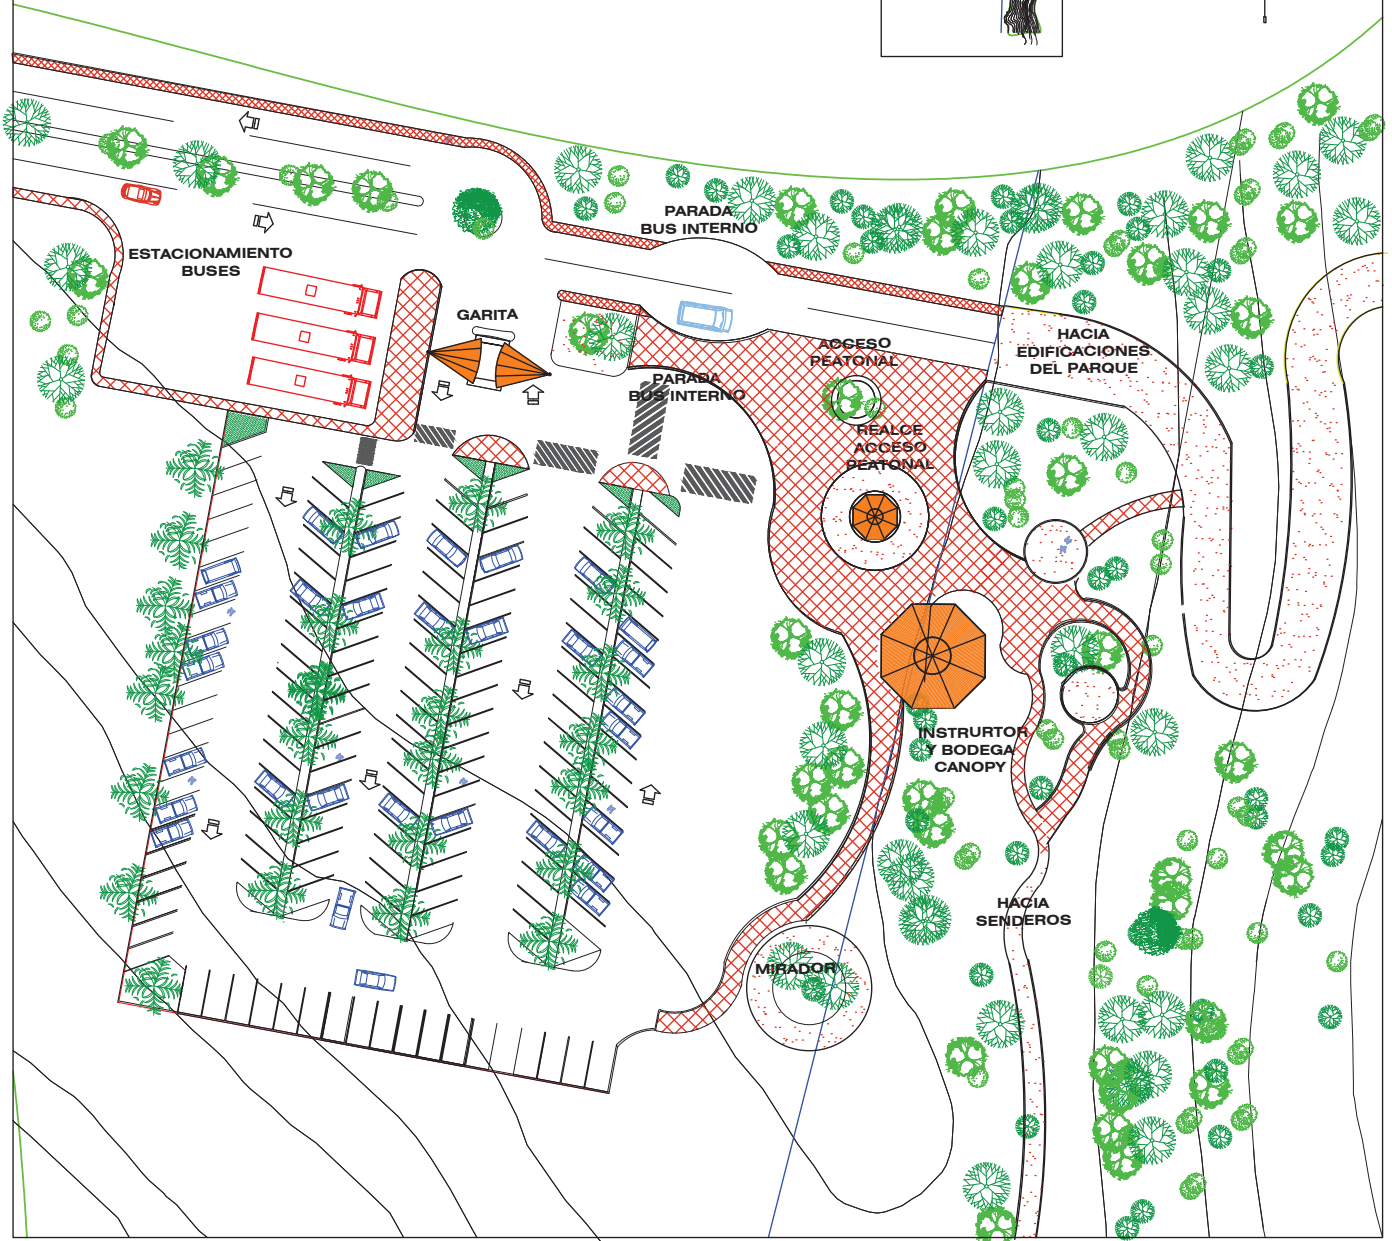 PARADA
BUS INTERNO
ESTACIONAMIENTO
BUSES
GARITA
HACIA
EDIFICACIONES
DEL PARQUE
ACCESO
PEATONAL
PARADA
BUS INTERNO
REALCE
ACCESO
PEATONAL
INSTRURTOR
Y BODEGA
CANOPY
HACIA
SENDEROS
MIRADOR